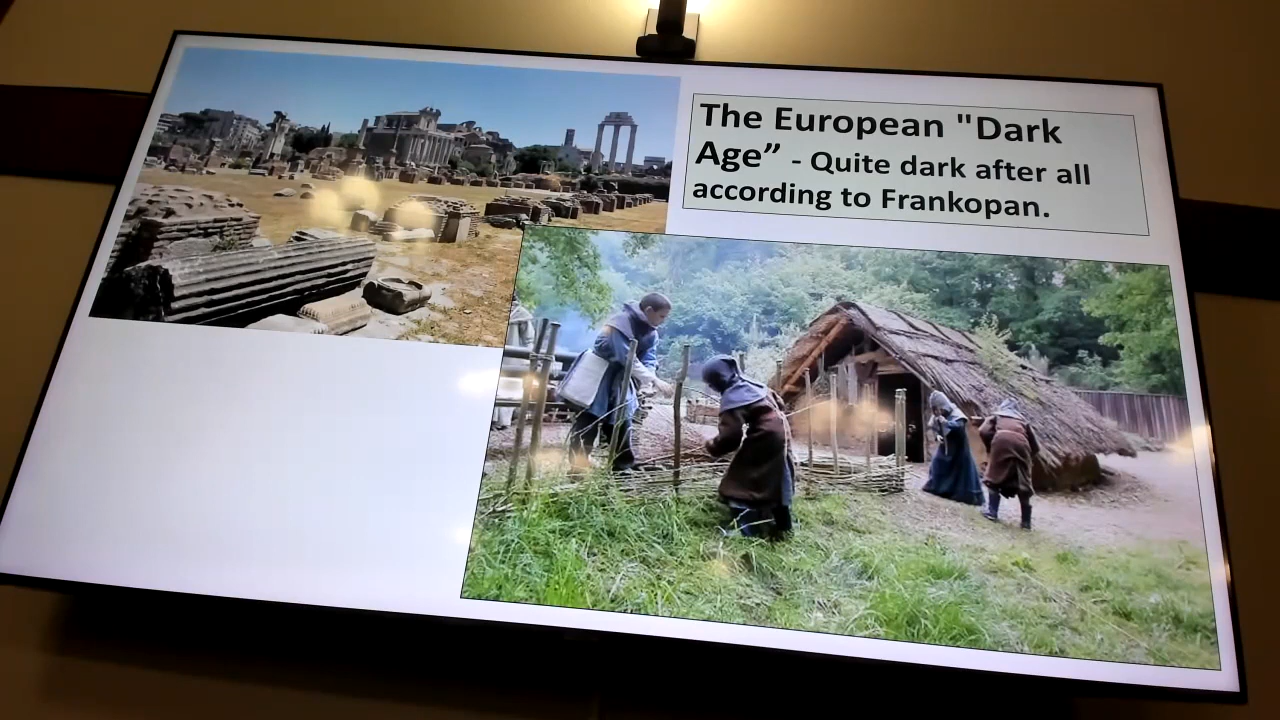 The European "Dark
Age” - Quite dark after all
according to Frankopan.